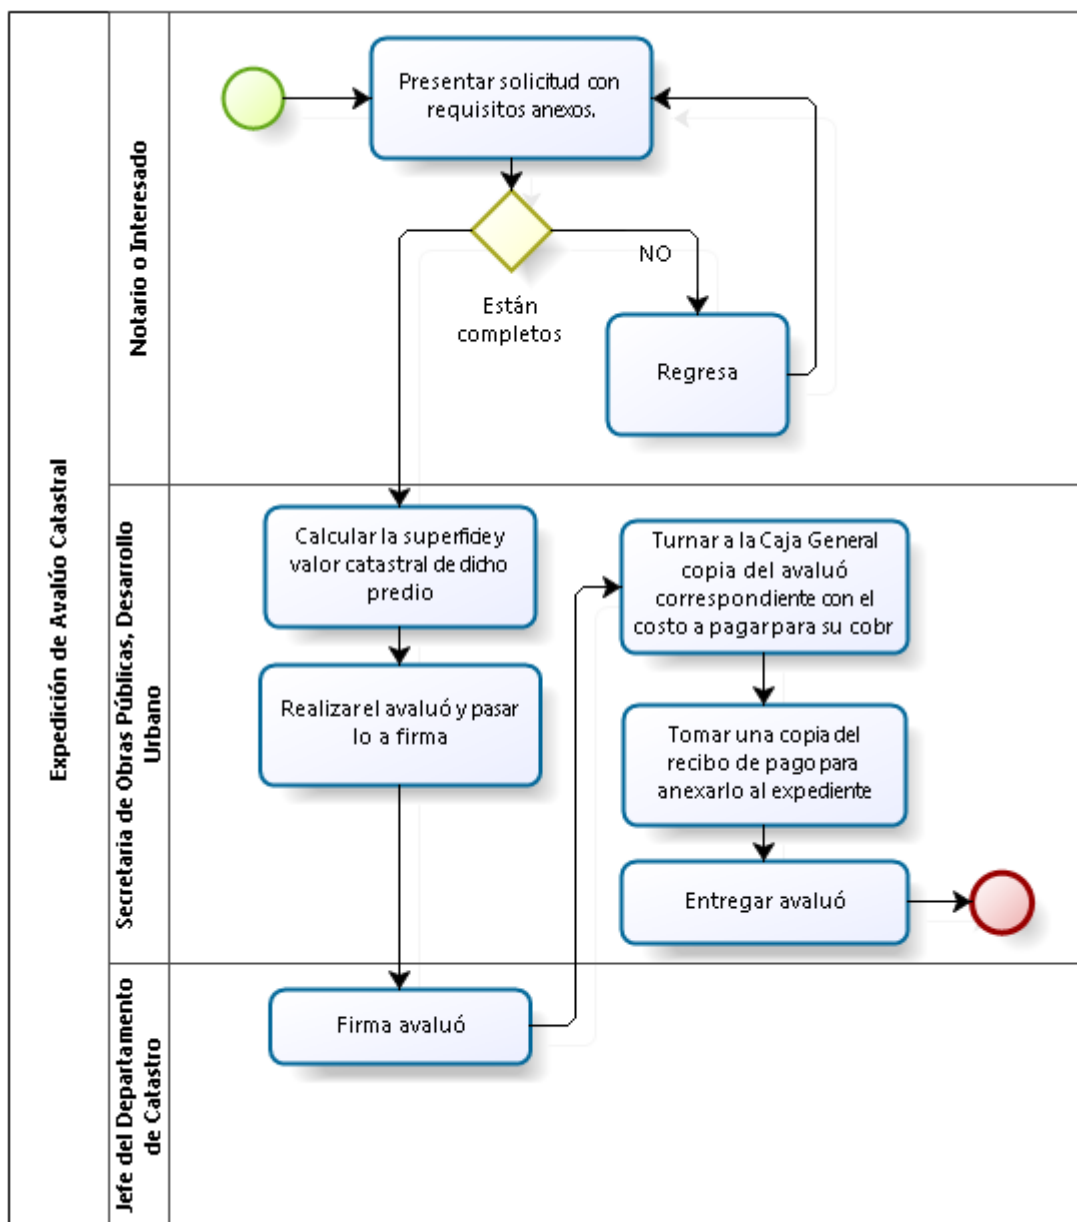 Expedición de Avalúo Catastral
Notario o Interesado
Presentar solicitud con
requisitos anexos.
NO
Están
completos
Regresa
Secretaria de Obras Públicas, Desarrollo
Urbano
Calcular la superficie y
valor catastral de dicho
predio
Realizar el avaluó y pasar
lo a firma
Turnar a la Caja General
copia del avaluó
correspondiente con el
costo a pagar para su cobr
Tomar una copia del
recibo de pago para
anexarlo al expediente
Entregar avaluó
Jefe del Departamento
de Catastro
Firma avaluó